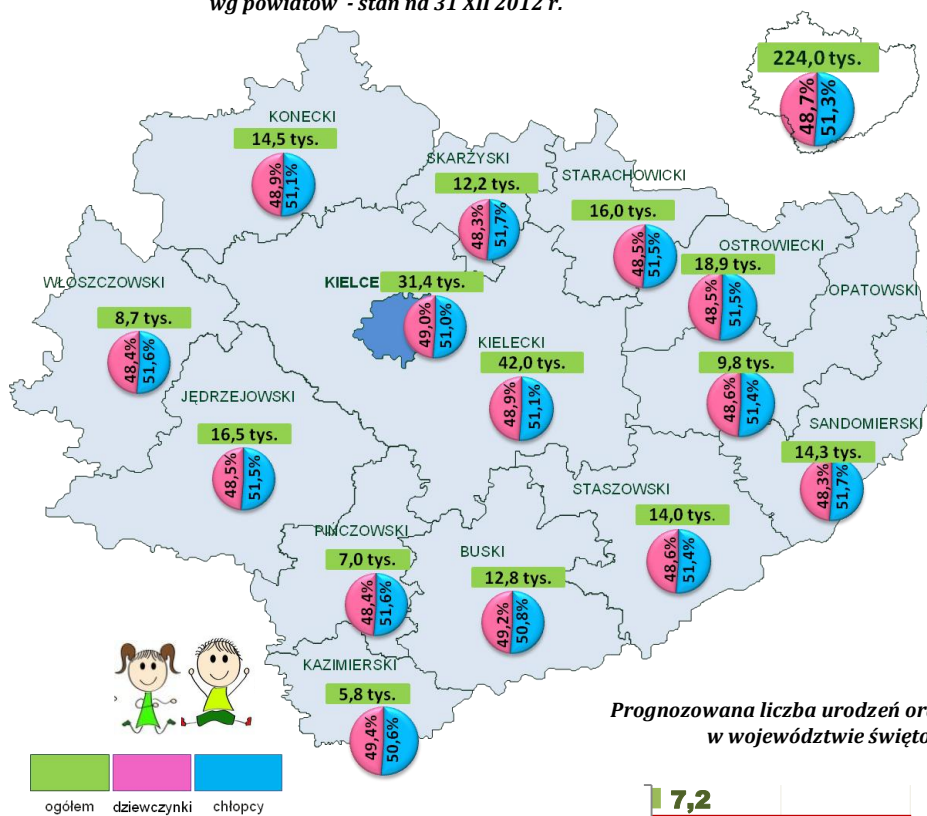 wg powiatów - stan na 31 XII 2012 r.
224,0 tys.
48,7%
51,3%
KONECKI
14,5 tys.
48,9%
51,1%
SKARŻYSKI
12,2 tys.
48,3%
51,7%
STARACHOWICKI
16,0 tys.
48,5%
51,5%
OSTROWIECKI
18,9 tys.
48,5%
51,5%
OPATOWSKI
9,8 tys.
48,6%
51,4%
WŁOSZCZOWSKI
8,7 tys.
48,4%
51,6%
KIELCE 31,4 tys.
49,0%
51,0%
KIELECKI
42,0 tys.
48,9%
51,1%
JĘDRZEJOWSKI
16,5 tys.
48,5%
51,5%
SANDOMIERSKI
14,3 tys.
48,3%
51,7%
STASZOWSKI
14,0 tys.
48,6%
51,4%
PIŃCZOWSKI
7,0 tys.
48,4%
51,6%
BUSKI
12,8 tys.
49,2%
50,8%
KAZIMIERSKI
5,8 tys.
49,4%
50,6%
ogółem dziewczynki chłopcy
Prognozowana liczba urodzeń or
w województwie święto
7,2